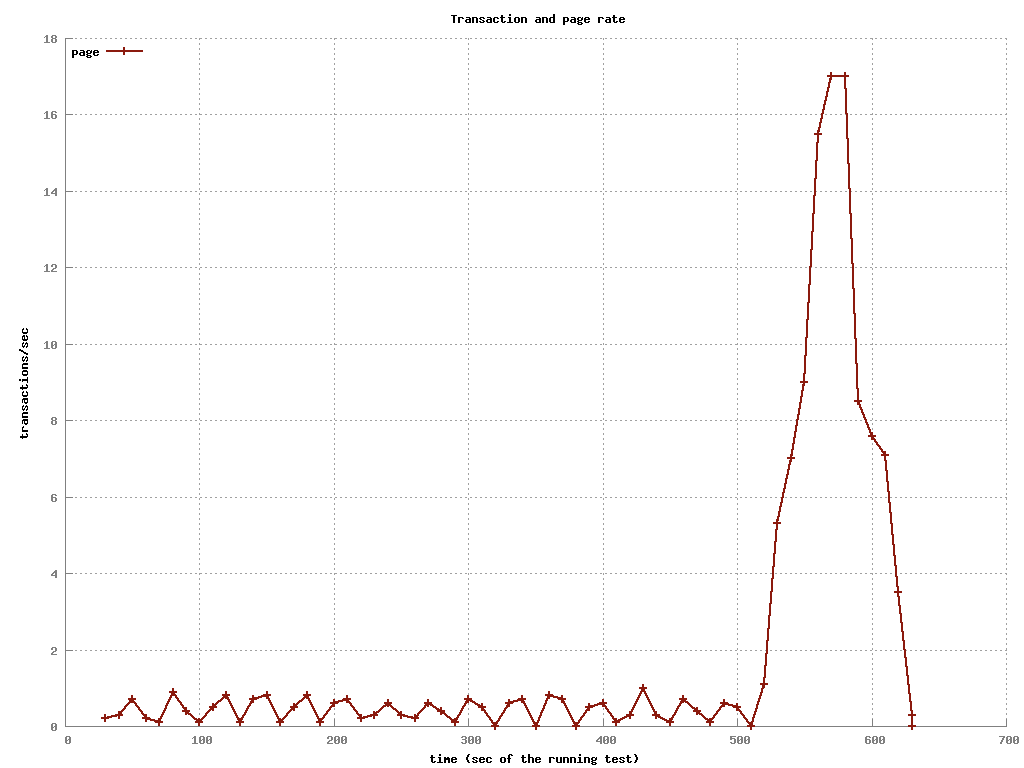 Transaction and page rate
18
page
16
14
12
10
transactions/sec
8
6
4
2
0
0 100 200 300 400 500 600 700
time (sec of the running test)